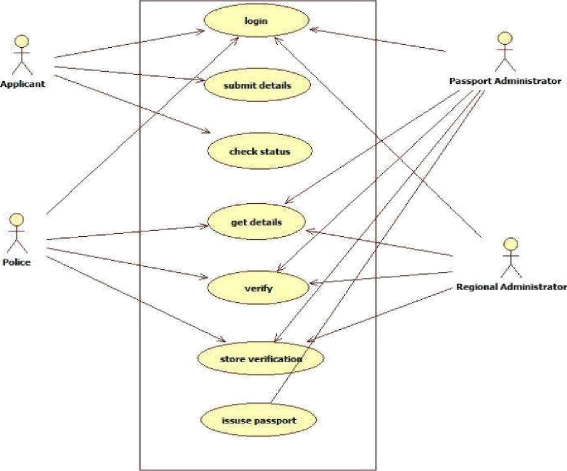 login
Applicant
submit details
Passport Administrator
check status
get details
Police
verify
Regional Administrator
store verification
issuse passport